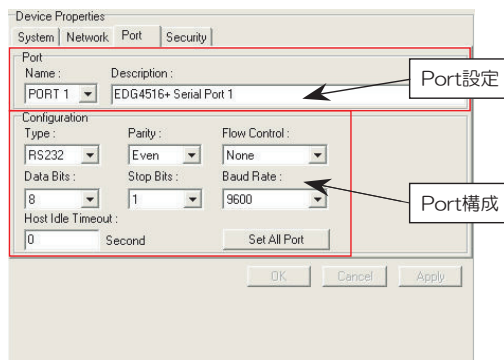 Device Properties
System Network Port Security
Port
Name : Description :
PORT 1 EDG4516+ Serial Port 1
Port設定
Configuration
Type : Parity : Flow Control :
RS232 Even None
Data Bits : Stop Bits : Baud Rate :
8 1 9600
Port構成
Host Idle Timeout :
0 Second Set All Port
OK Cancel Apply